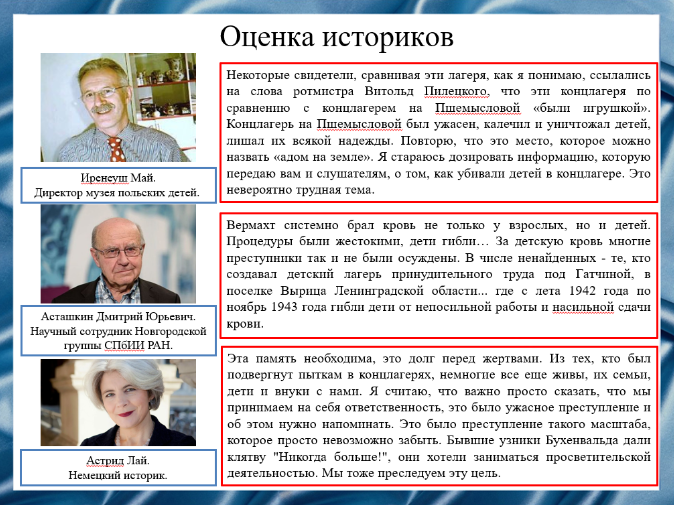 Оценка историков
Некоторые свидетели, сравнивая эти лагеря, как я понимаю, ссылались
на слова ротмистра Витольд Пилецкого, что эти концлагеря по
сравнению с концлагерем на Пшемысловой «были игрушкой».
Концлагерь на Пшемысловой был ужасен, калечил и уничтожал детей,
лишал их всякой надежды. Повторю, что это место, которое можно
назвать «адом на земле». Я стараюсь дозировать информацию, которую
передаю вам и слушателям, о том, как убивали детей в концлагере. Это
невероятно трудная тема.
Иренеуш Май.
Директор музея польских детей.
Вермахт системно брал кровь не только у взрослых, но и детей.
Процедуры были жестокими, дети гибли… За детскую кровь многие
преступники так и не были осуждены. В числе ненайденных - те, кто
создавал детский лагерь принудительного труда под Гатчиной, в
поселке Вырица Ленинградской области... где с лета 1942 года по
ноябрь 1943 года гибли дети от непосильной работы и насильной сдачи
крови.
Асташкин Дмитрий Юрьевич.
Научный сотрудник Новгородской
группы СПбИИ РАН.
Эта память необходима, это долг перед жертвами. Из тех, кто был
подвергнут пыткам в концлагерях, немногие все еще живы, их семьи,
дети и внуки с нами. Я считаю, что важно просто сказать, что мы
принимаем на себя ответственность, это было ужасное преступление и
об этом нужно напоминать. Это было преступление такого масштаба,
которое просто невозможно забыть. Бывшие узники Бухенвальда дали
клятву "Никогда больше!", они хотели заниматься просветительской
деятельностью. Мы тоже преследуем эту цель.
Астрид Лай.
Немецкий историк.